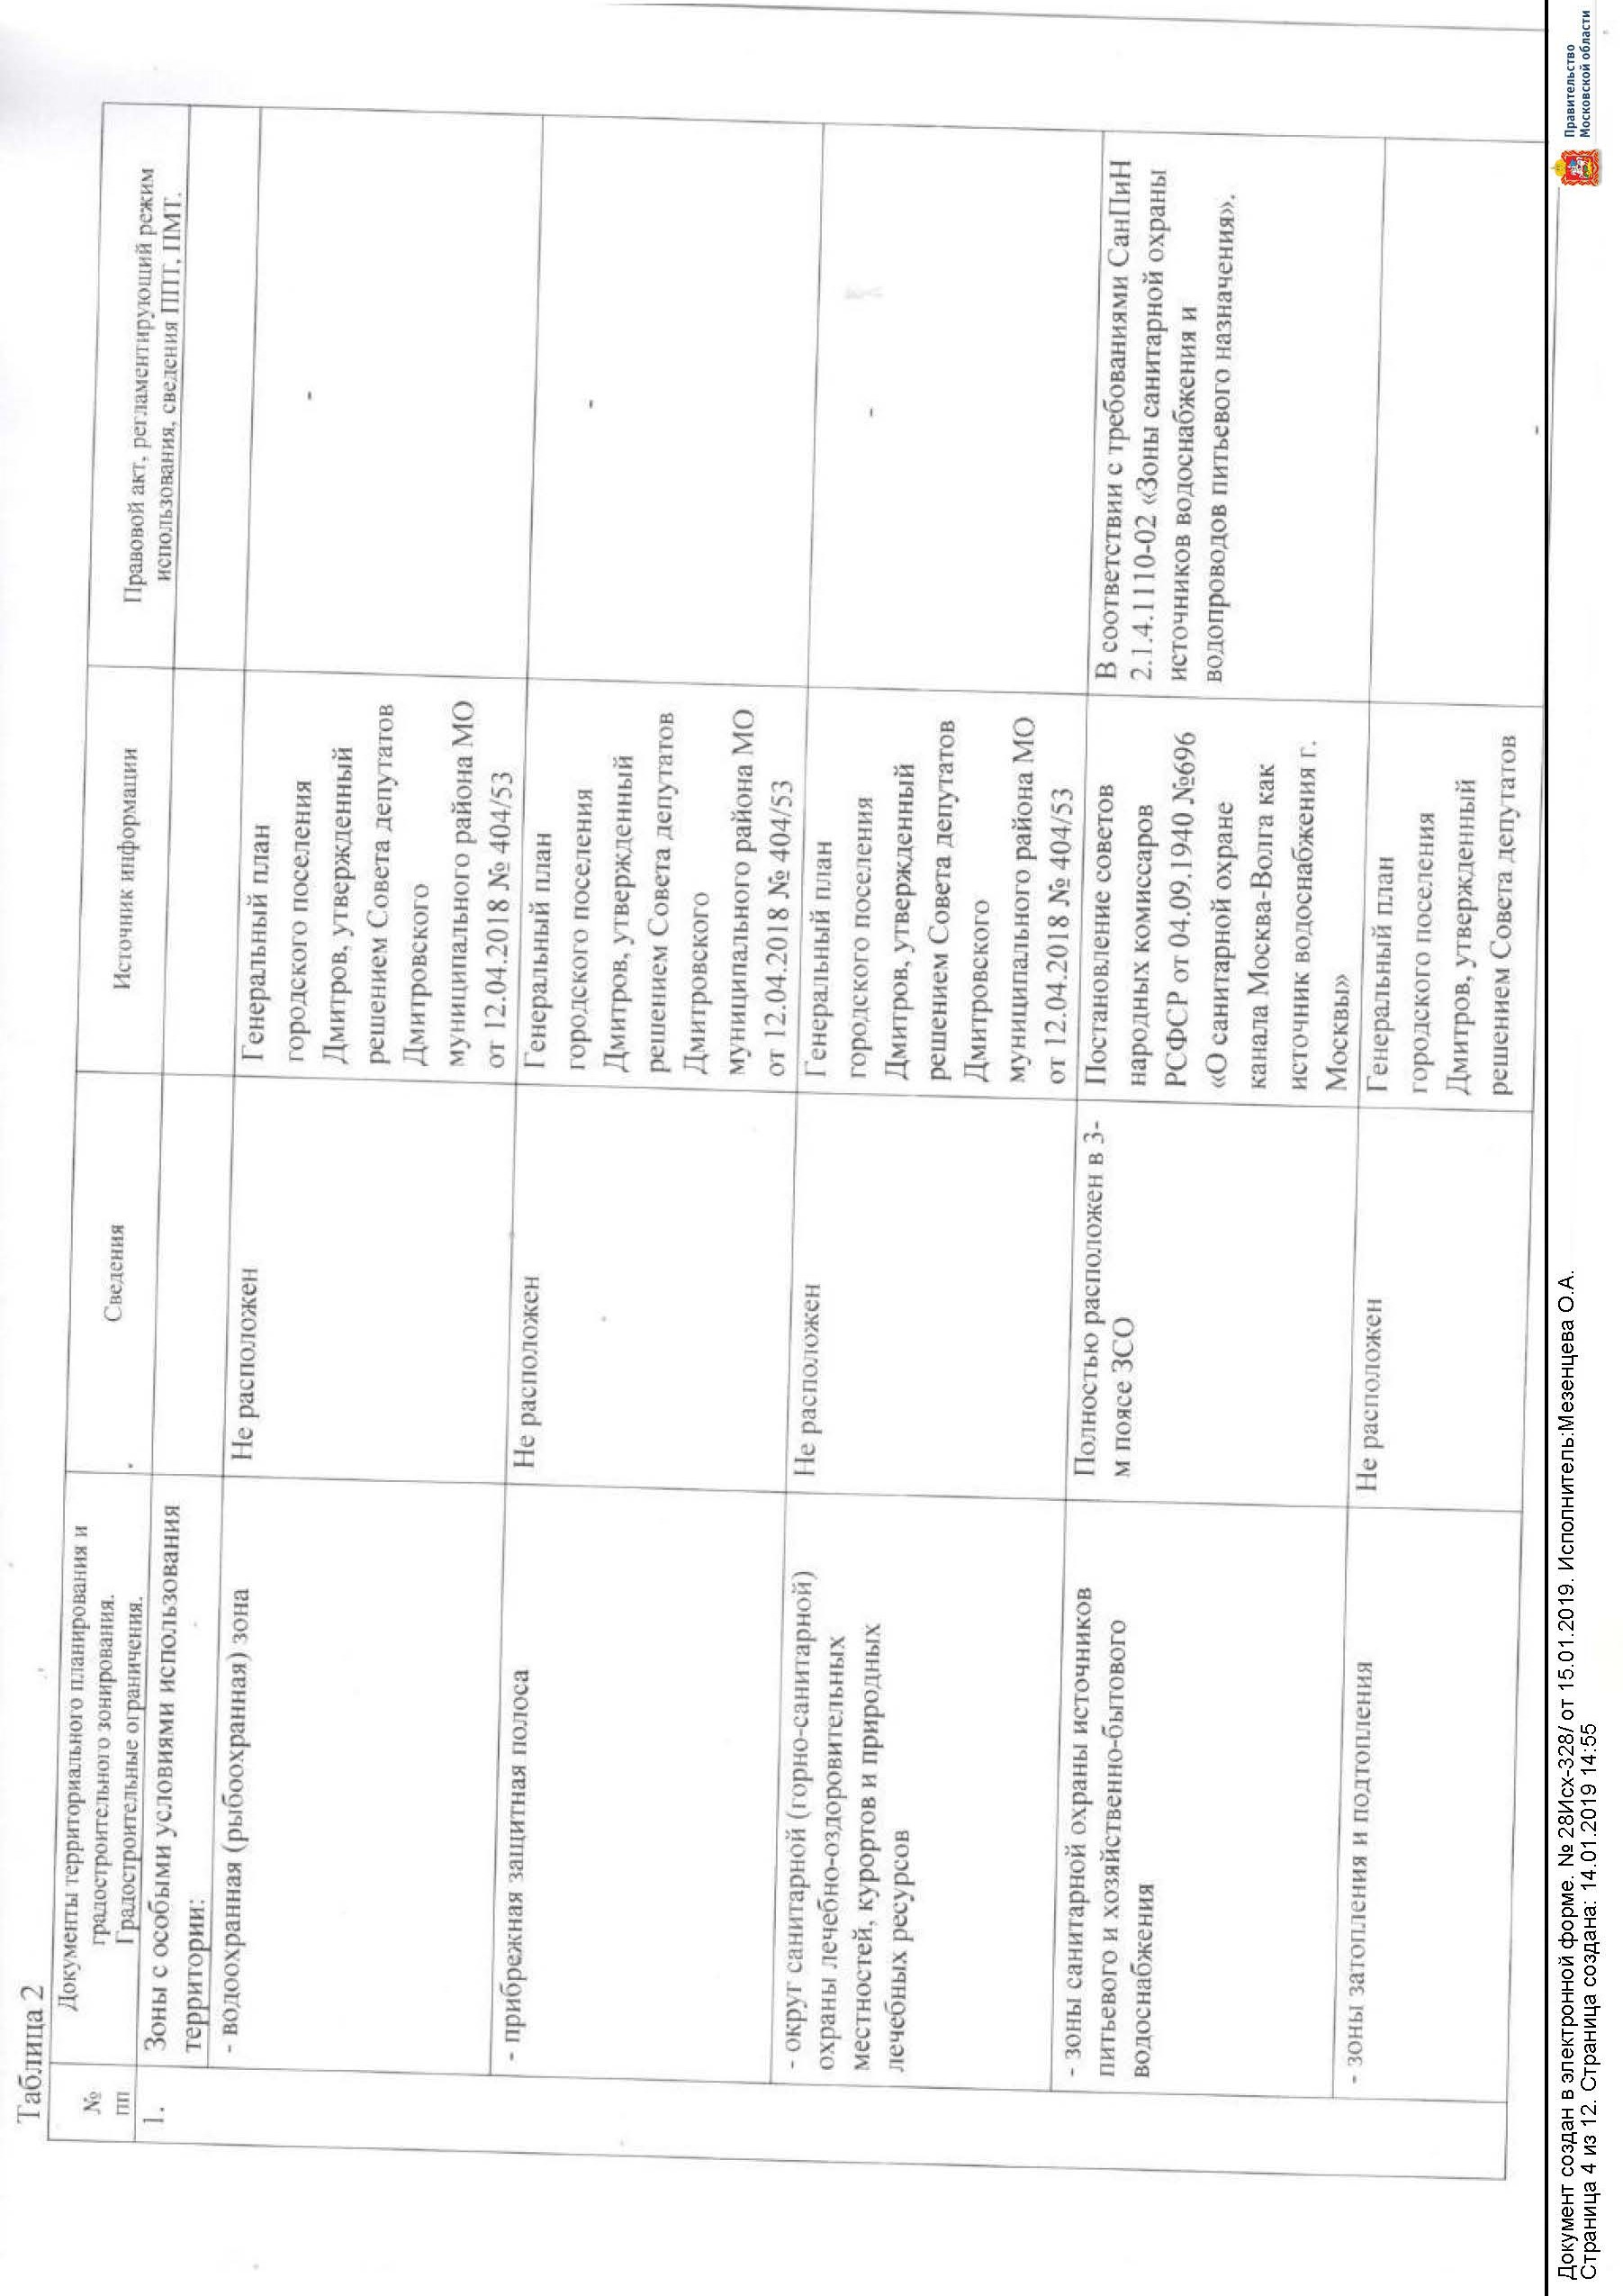 Таблица 2
№
пп
Документы территориального планирования и
градостроительного зонирования.
Градостроительные ограничения.
Сведения
Источник информации
Правовой акт, регламентирующий режим
использования, сведения ППТ, ПМТ.
1.
Зоны с особыми условиями использования
территории:
- водоохранная (рыбоохранная) зона
Не расположен
Генеральный план
городского поселения
Дмитров, утвержденный
решением Совета депутатов
Дмитровского
муниципального района МО
от 12.04.2018 № 404/53
-
- прибрежная защитная полоса
Не расположен
Генеральный план
городского поселения
Дмитров, утвержденный
решением Совета депутатов
Дмитровского
муниципального района МО
от 12.04.2018 № 404/53
-
- округ санитарной (горно-санитарной)
охраны лечебно-оздоровительных
местностей, курортов и природных
лечебных ресурсов
Не расположен
Генеральный план
городского поселения
Дмитров, утвержденный
решением Совета депутатов
Дмитровского
муниципального района МО
от 12.04.2018 № 404/53
-
- зоны санитарной охраны источников
питьевого и хозяйственно-бытового
водоснабжения
Полностью расположен в 3-
м поясе ЗСО
Постановление советов
народных комиссаров
РСФСР от 04.09.1940 №696
«О санитарной охране
канала Москва-Волга как
источник водоснабжения г.
Москвы»
В соответствии с требованиями СанПиН
2.1.4.1110-02 «Зоны санитарной охраны
источников водоснабжения и
водопроводов питьевого назначения».
- зоны затопления и подтопления
Не расположен
Генеральный план
городского поселения
Дмитров, утвержденный
решением Совета депутатов
-
Документ создан в электронной форме. № 28Исх-328/ от 15.01.2019. Исполнитель:Мезенцева О.А.
Страница 4 из 12. Страница создана: 14.01.2019 14:55
Правительство
Московской области